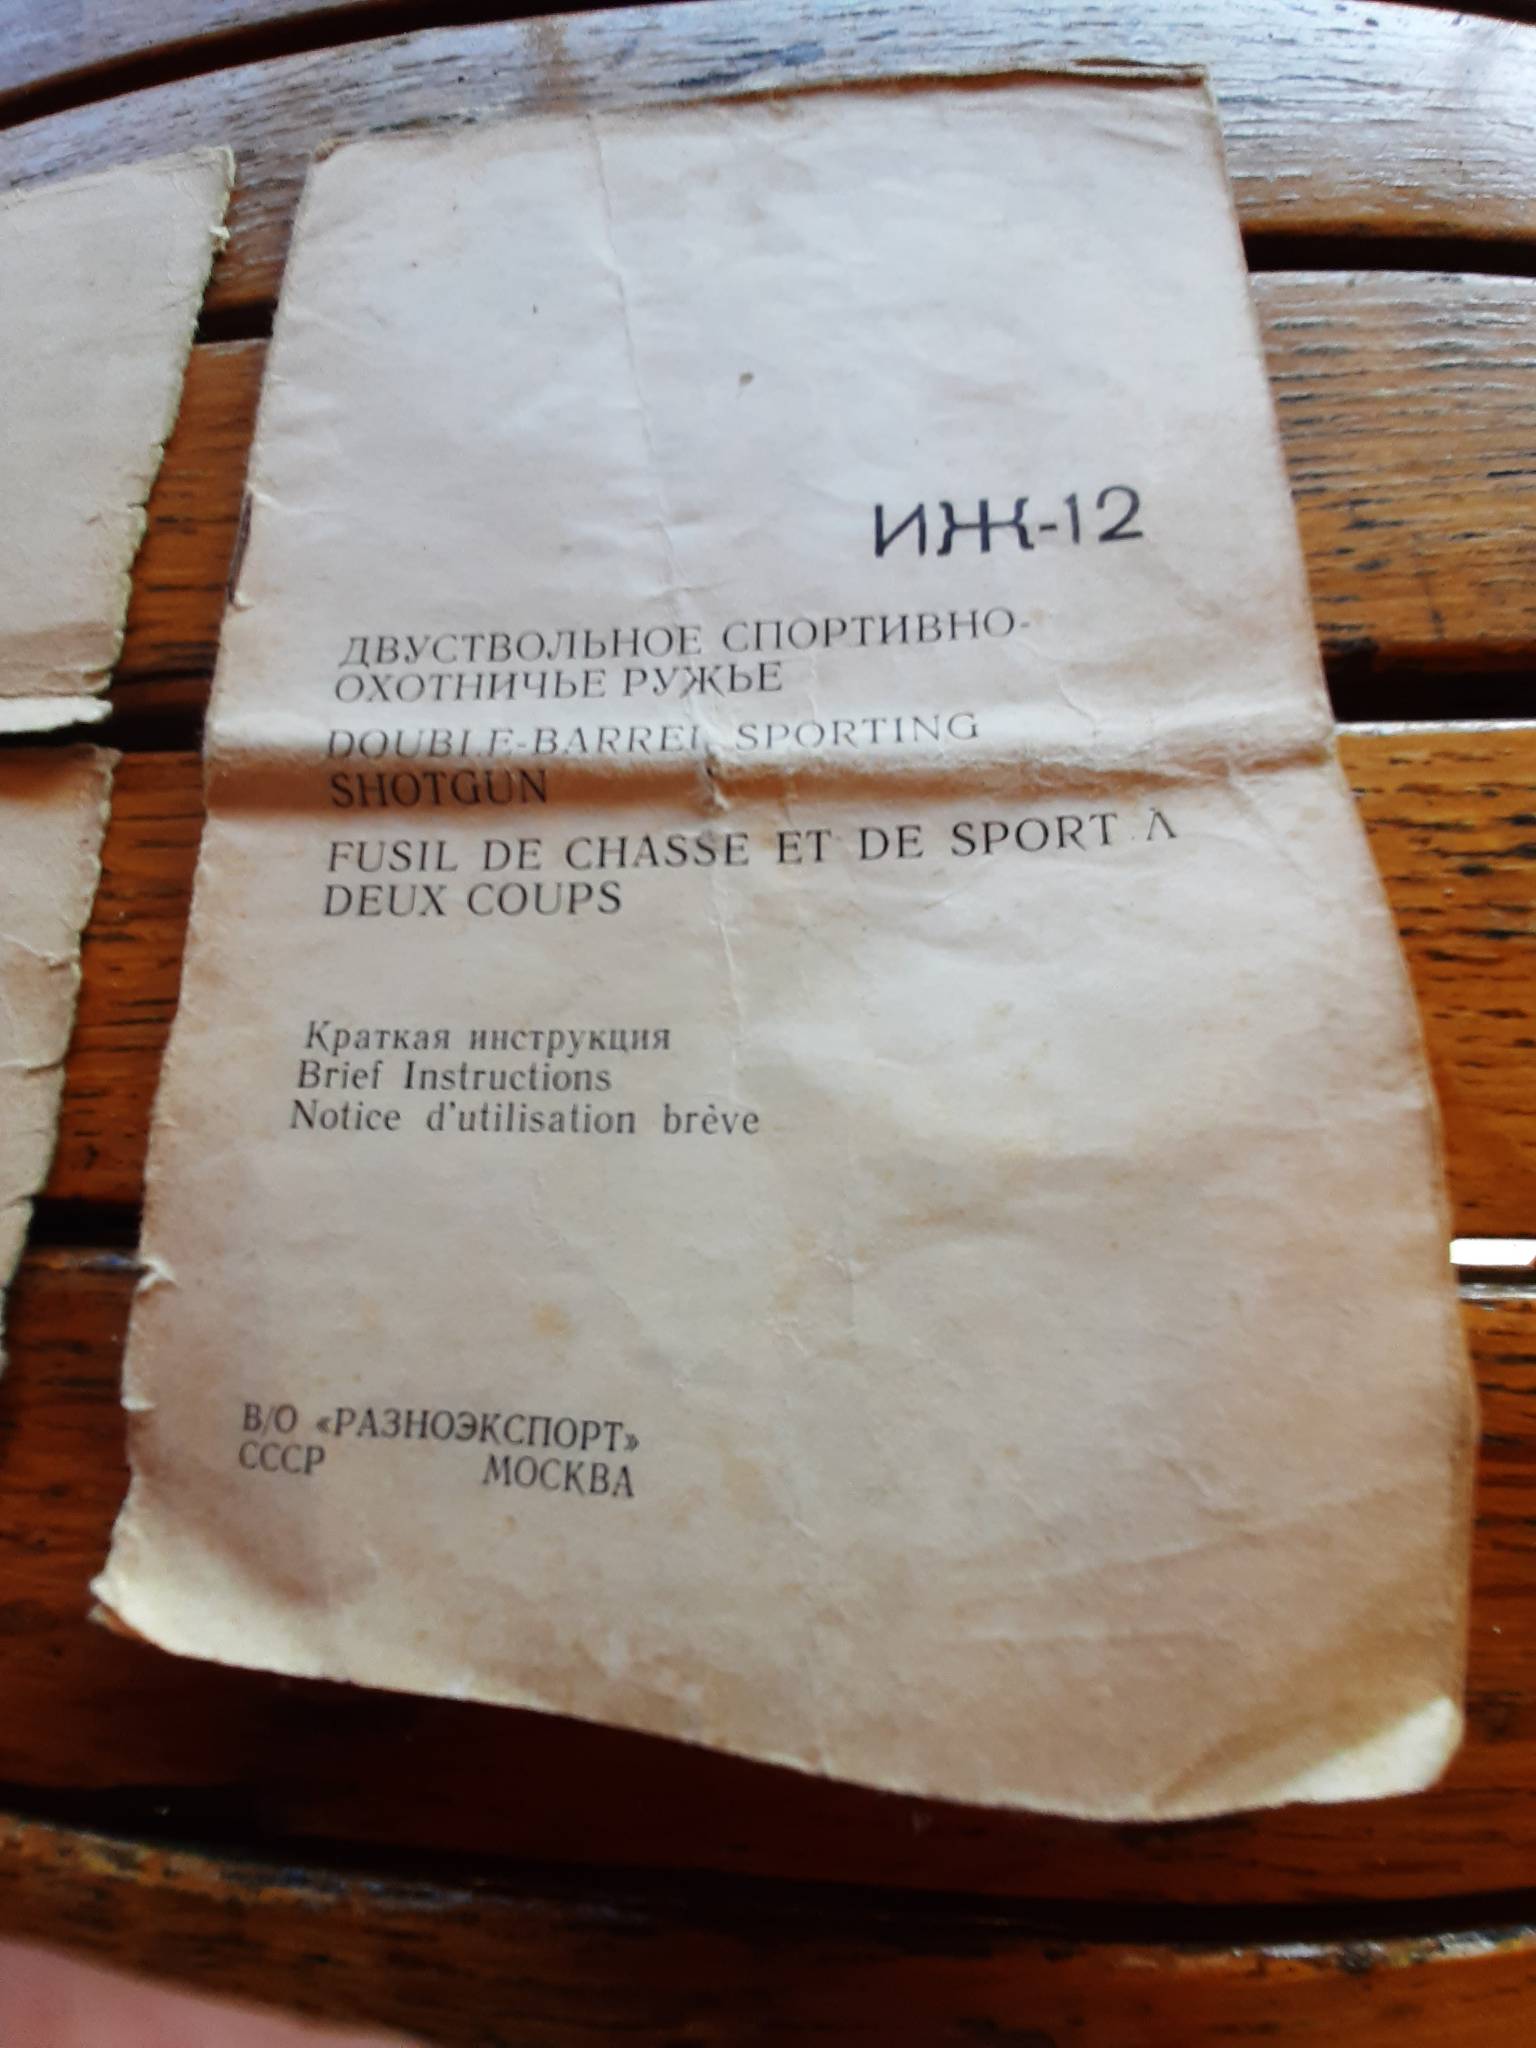 ИЖ-12
ДВУСТВОЛЬНОЕ СПОРТИВНО-
ОХОТНИЧЬЕ РУЖЬЕ
DOUBLE-BARREL SPORTING
SHOTGUN
FUSIL DE CHASSE ET DE SPORT À
DEUX COUPS
Краткая инструкция
Brief Instructions
Notice d'utilisation brève
В/О «РАЗНОЭКСПОРТ»
СССР МОСКВА